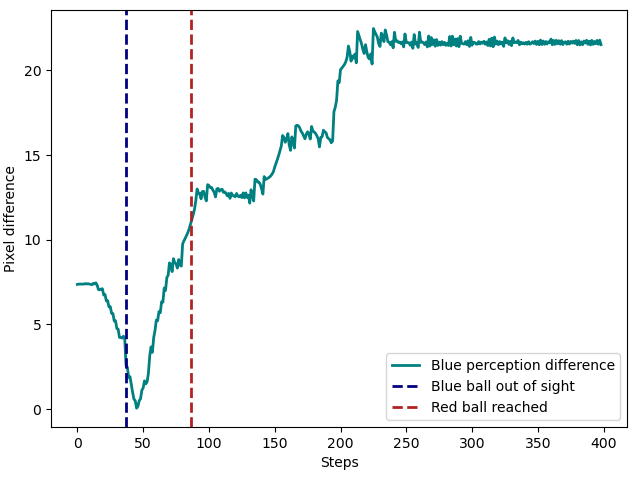 20
15
10
5
0
Pixel difference
Blue perception difference
Blue ball out of sight
Red ball reached
0 50 100 150 200 250 300 350 400
Steps